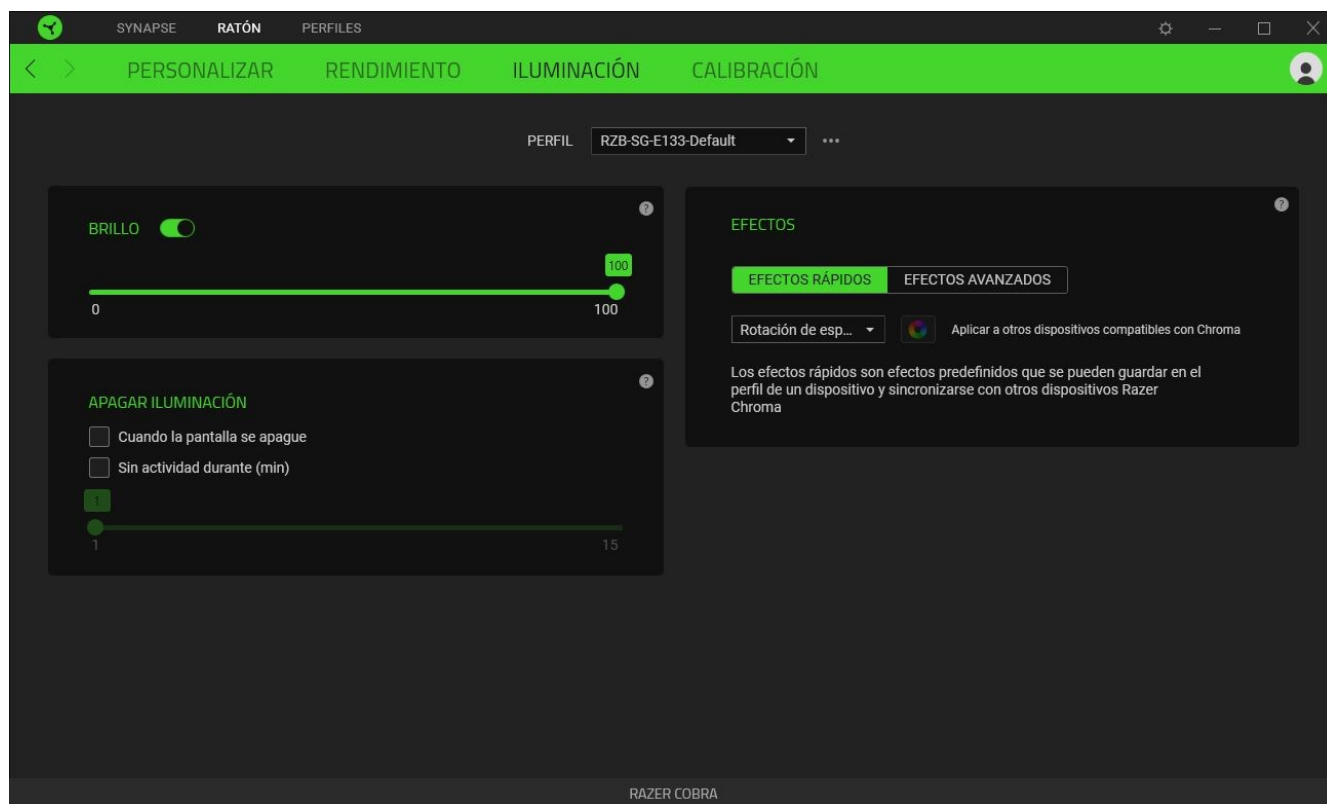 SYNAPSE RATÓN PERFILES
PERSONALIZAR RENDIMIENTO ILUMINACIÓN CALIBRACIÓN
PERFIL RZB-SG-E133-Default
BRILLO
100
0 100
APAGAR ILUMINACIÓN
Cuando la pantalla se apague
Sin actividad durante (min)
1
1 15
EFECTOS
EFECTOS RÁPIDOS EFECTOS AVANZADOS
Rotación de esp... Aplicar a otros dispositivos compatibles con Chroma
Los efectos rápidos son efectos predefinidos que se pueden guardar en el
perfil de un dispositivo y sincronizarse con otros dispositivos Razer
Chroma
RAZER COBRA